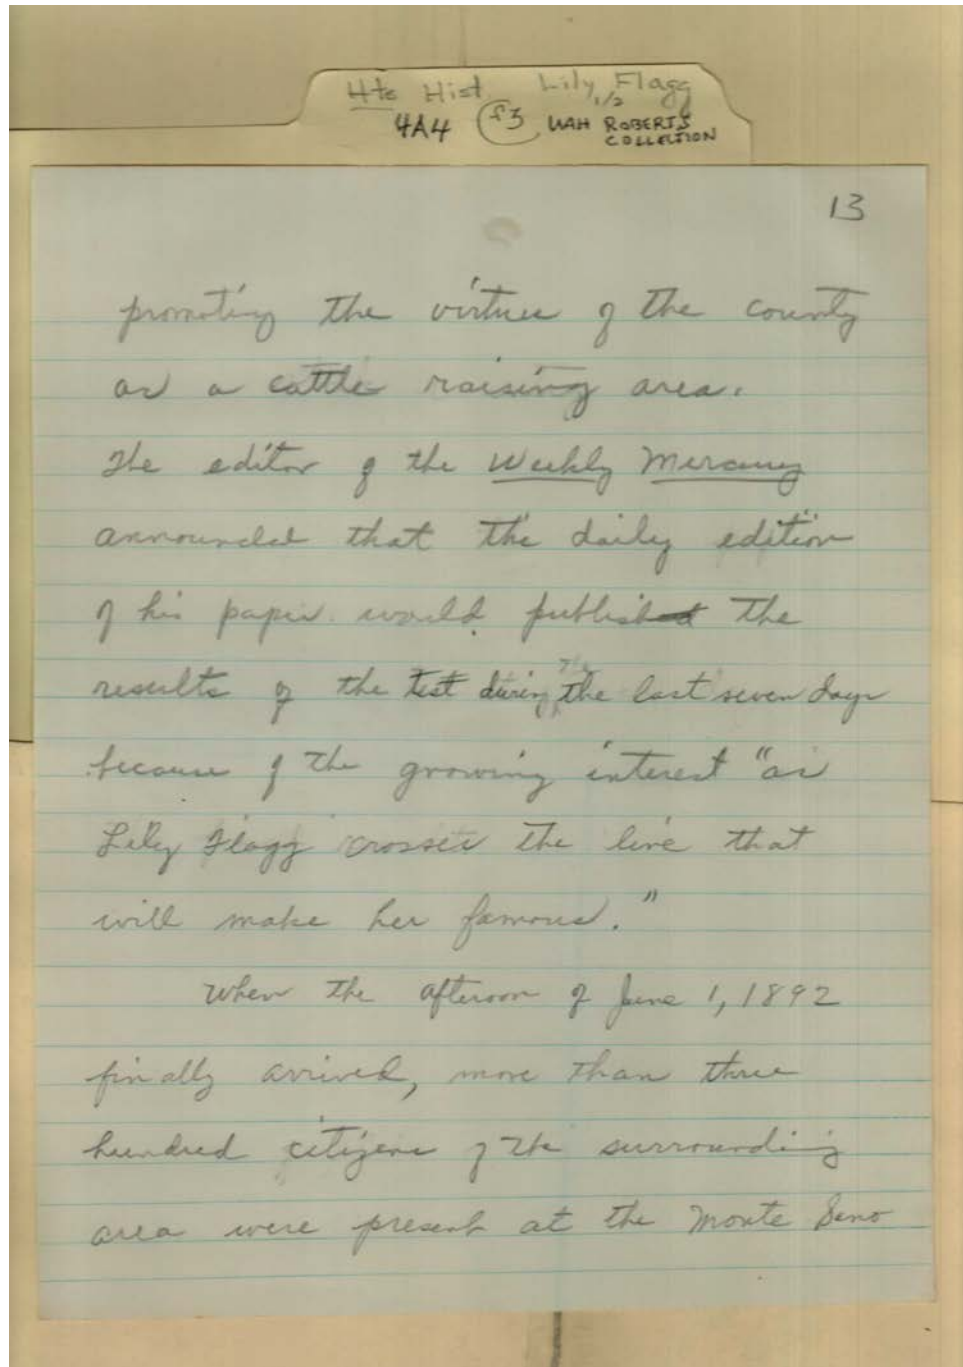 Hts Hist Lily Flagg
1/2
4A4 f3 UAH ROBERTS
COLLECTION
13
promoting the virtues of the county
as a cattle raising area.
The editor of the Weekly Mercury
announded that the daily edition
of his paper would publish the
results of the test during the last seven days
because of the growing interest "as
Lily Flagg crosses the line that
will make her famous."
When the afternoon of June 1, 1892
finally arrived, more than three
hundred citizens of the surrounding
area were present at the Monte Sano